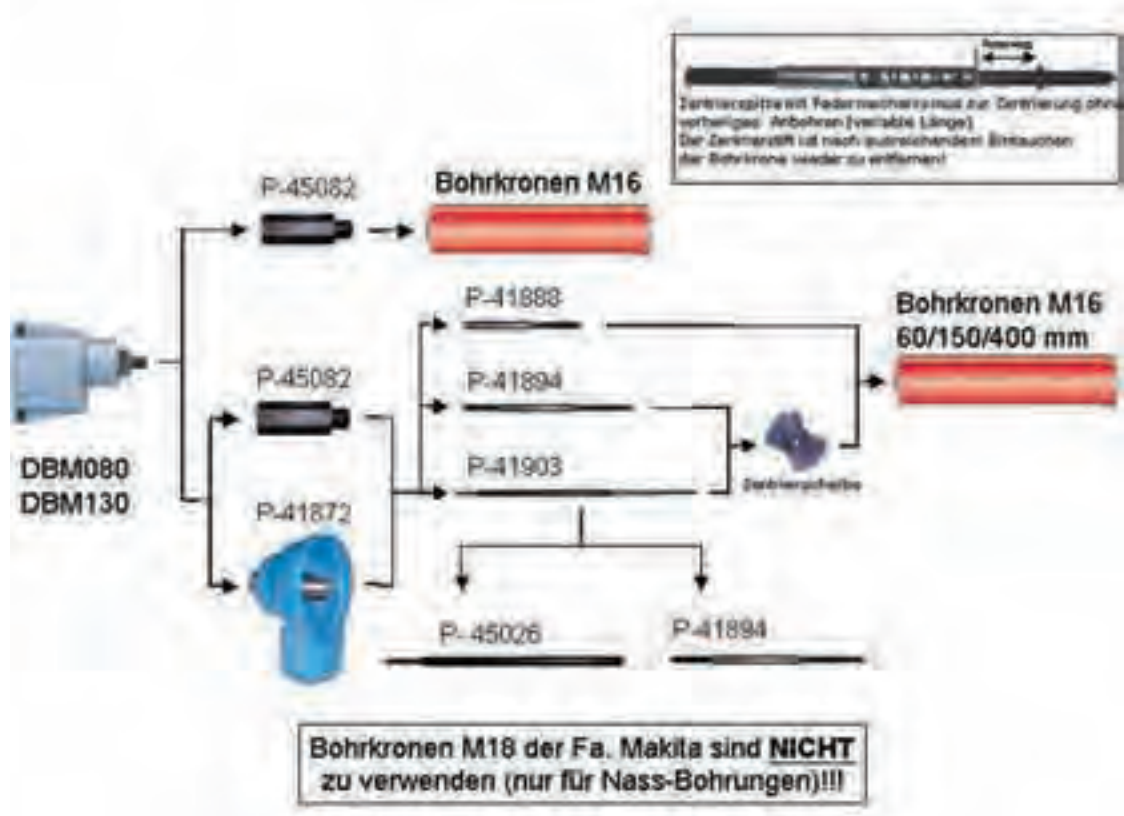 Zentrierspitze mit Federmechanismus zur Zentrierung ohne
vorheriges Anbohren (variable Länge)
Der Zentrierstift ist nach ausreichendem Eintauchen
der Bohrkrone wieder zu entfernen!
P-45082
Bohrkronen M16
P-41888
Bohrkronen M16
60/150/400 mm
P-45082
P-41894
P-41903
Zentrierscheibe
DBM080
DBM130
P-41872
P-45026
P-41894
Bohrkronen M18 der Fa. Makita sind NICHT
zu verwenden (nur für Nass-Bohrungen)!!!